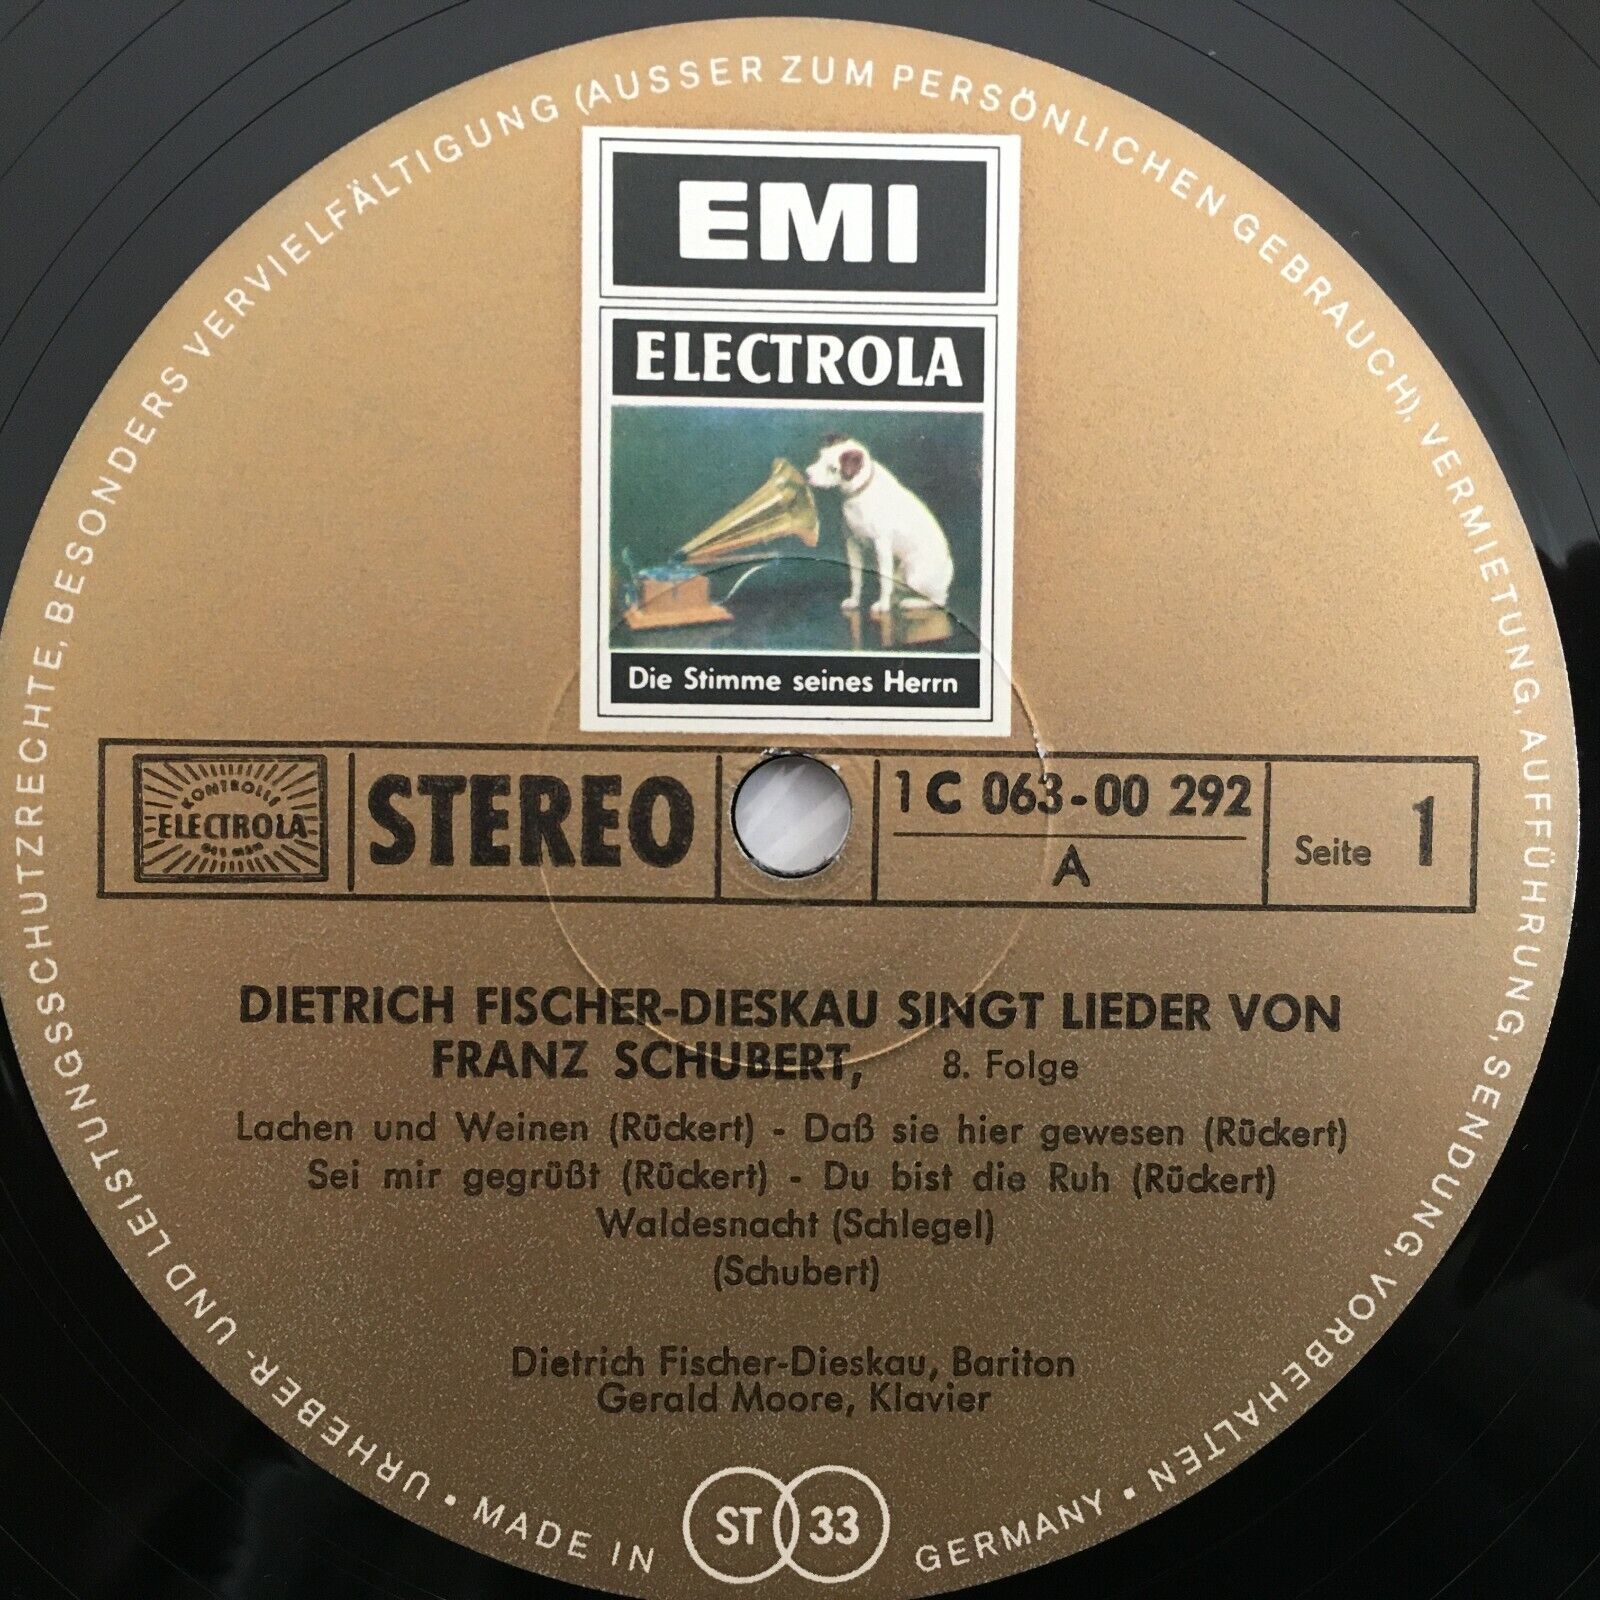 URHEBER- UND LEISTUNGSSCHUTZRECHTE, BESONDERS VERVIELFÄLTIGUNG (AUSSER ZUM PERSÖNLICHEN GEBRAUCH), VERMIETUNG, AUFFÜHRUNG, SENDUNG, VORBEHALTEN
EMI
ELECTROLA
Die Stimme seines Herrn
KONTROLLE
ELECTROLA
STEREO
1 C 063-00 292
A
Seite 1
DIETRICH FISCHER-DIESKAU SINGT LIEDER VON
FRANZ SCHUBERT, 8. Folge
Lachen und Weinen (Rückert) - Daß sie hier gewesen (Rückert)
Sei mir gegrüßt (Rückert) - Du bist die Ruh (Rückert)
Waldesnacht (Schlegel)
(Schubert)
Dietrich Fischer-Dieskau, Bariton
Gerald Moore, Klavier
• MADE IN ST 33 GERMANY •